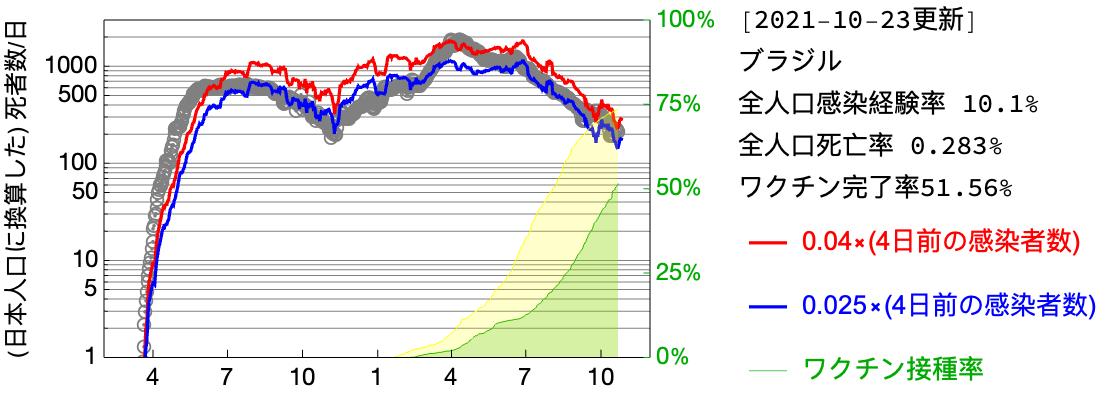 (日本人口に換算した) 死者数/日
1000
500
100
50
10
5
1
4
7
10
1
4
7
10
100%
75%
50%
25%
0%
[2021-10-23更新]
ブラジル
全人口感染経験率 10.1%
全人口死亡率 0.283%
ワクチン完了率51.56%
0.04×(4日前の感染者数)
0.025×(4日前の感染者数)
ワクチン接種率